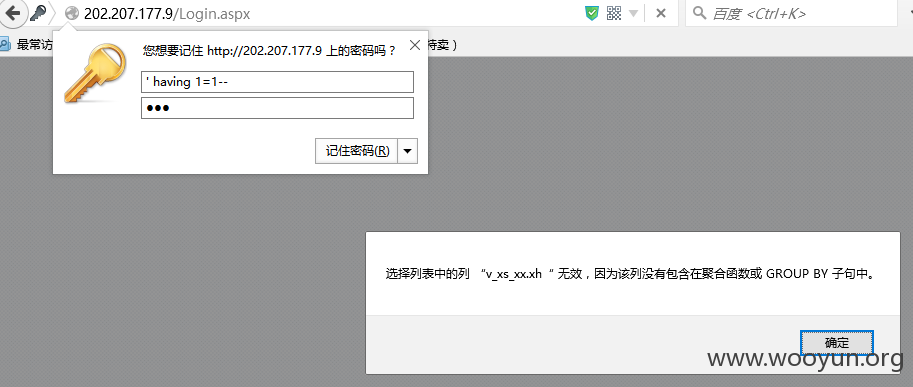 202.207.177.9/Login.aspx
百度 <Ctrl+K>
最常访
您想要记住 http://202.207.177.9 上的密码吗？
特卖 )
' having 1=1--
●●●
记住密码(R)
选择列表中的列 “v_xs_xx.xh“ 无效，因为该列没有包含在聚合函数或 GROUP BY 子句中。
确定
www.wooyun.org